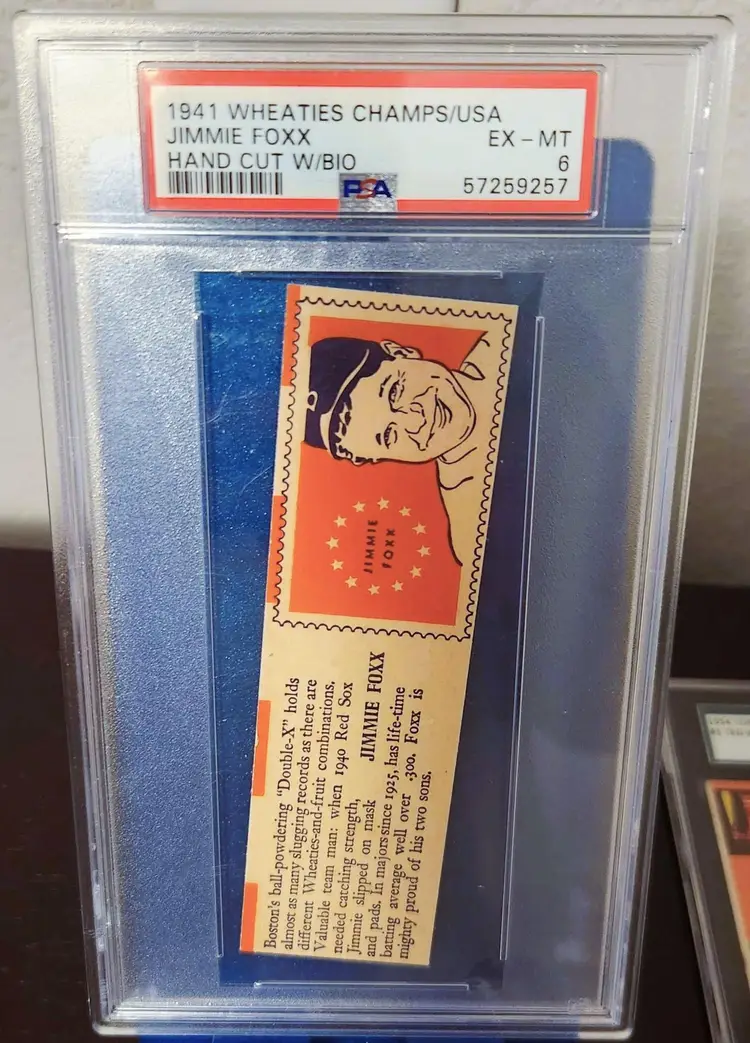 1941 WHEATIES CHAMPS/USA
JIMMIE FOXX EX - MT
HAND CUT W/BIO 6
PSA 57259257
JIMMIE
FOXX
Boston's ball-powdering "Double-X" holds
almost as many slugging records as there are
different Wheaties-and-fruit combinations.
Valuable team man: when 1940 Red Sox
needed catching strength,
Jimmie slipped on mask
JIMMIE FOXX
and pads. In majors since 1925, has life-time
batting average well over .300. Foxx is
mighty proud of his two sons.